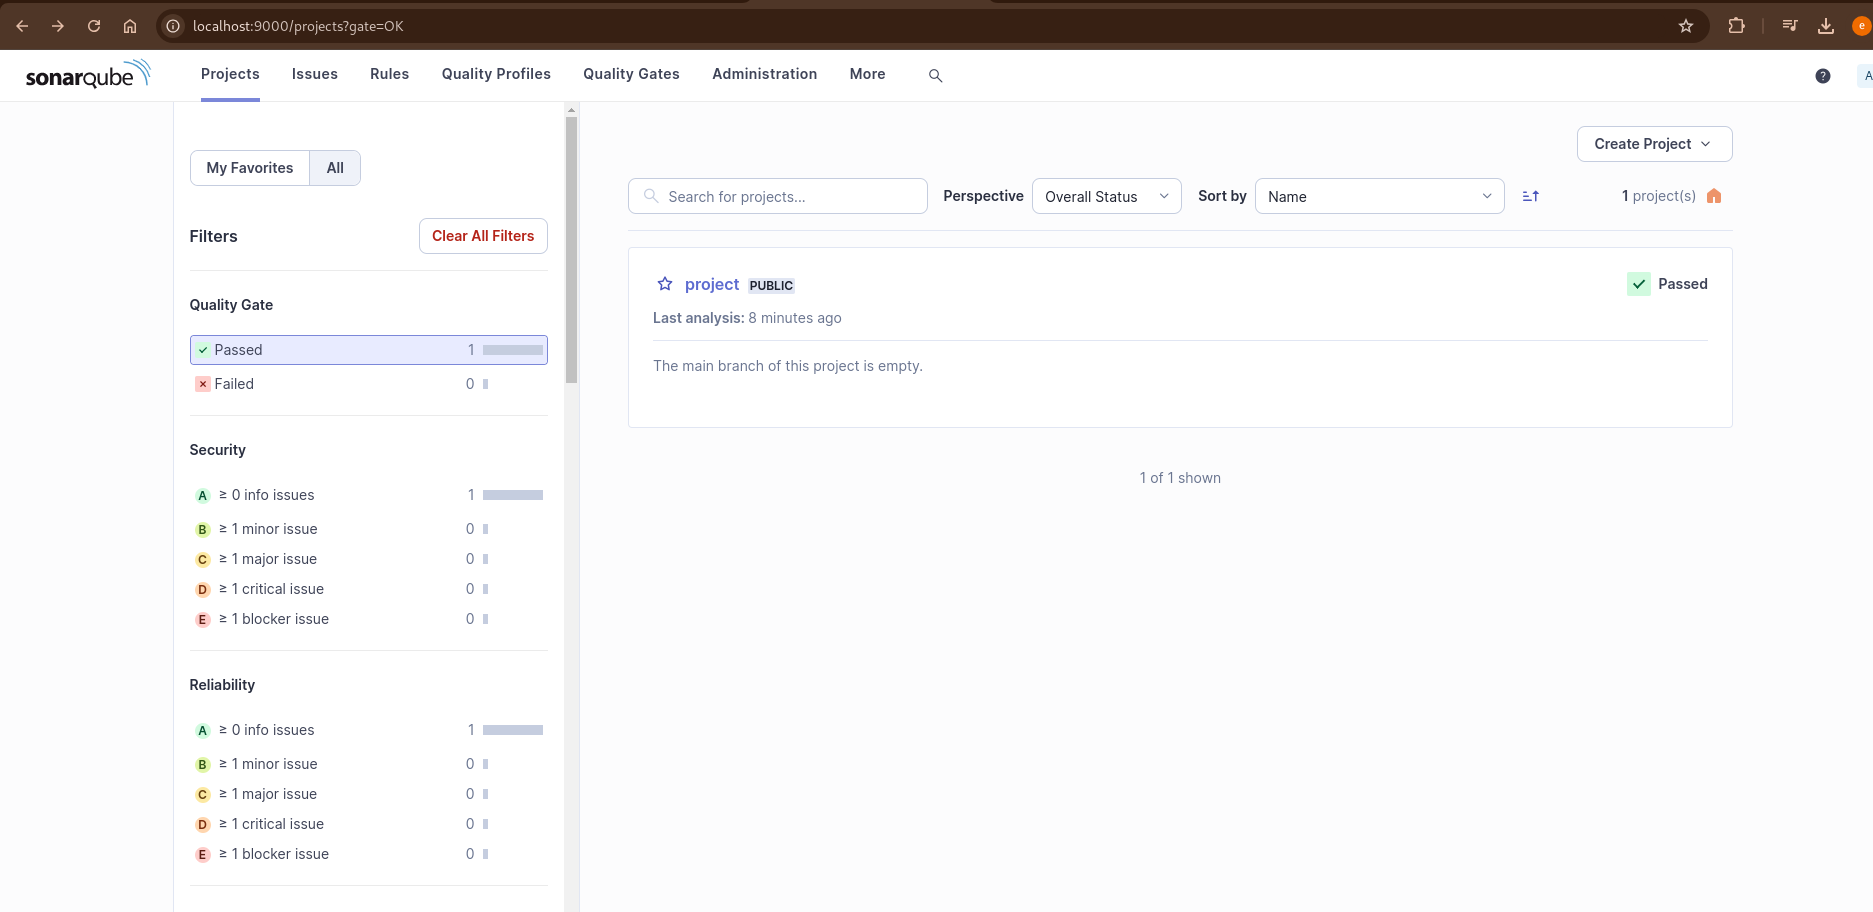 localhost:9000/projects?gate=OK
e
sonarqube Projects Issues Rules Quality Profiles Quality Gates Administration More ? A
My Favorites All
Filters Clear All Filters
Quality Gate
Passed 1
Failed 0
Security
A ≥ 0 info issues 1
B ≥ 1 minor issue 0
C ≥ 1 major issue 0
D ≥ 1 critical issue 0
E ≥ 1 blocker issue 0
Reliability
A ≥ 0 info issues 1
B ≥ 1 minor issue 0
C ≥ 1 major issue 0
D ≥ 1 critical issue 0
E ≥ 1 blocker issue 0
Create Project
Search for projects... Perspective Overall Status Sort by Name 1 project(s)
project PUBLIC Passed
Last analysis: 8 minutes ago
The main branch of this project is empty.
1 of 1 shown